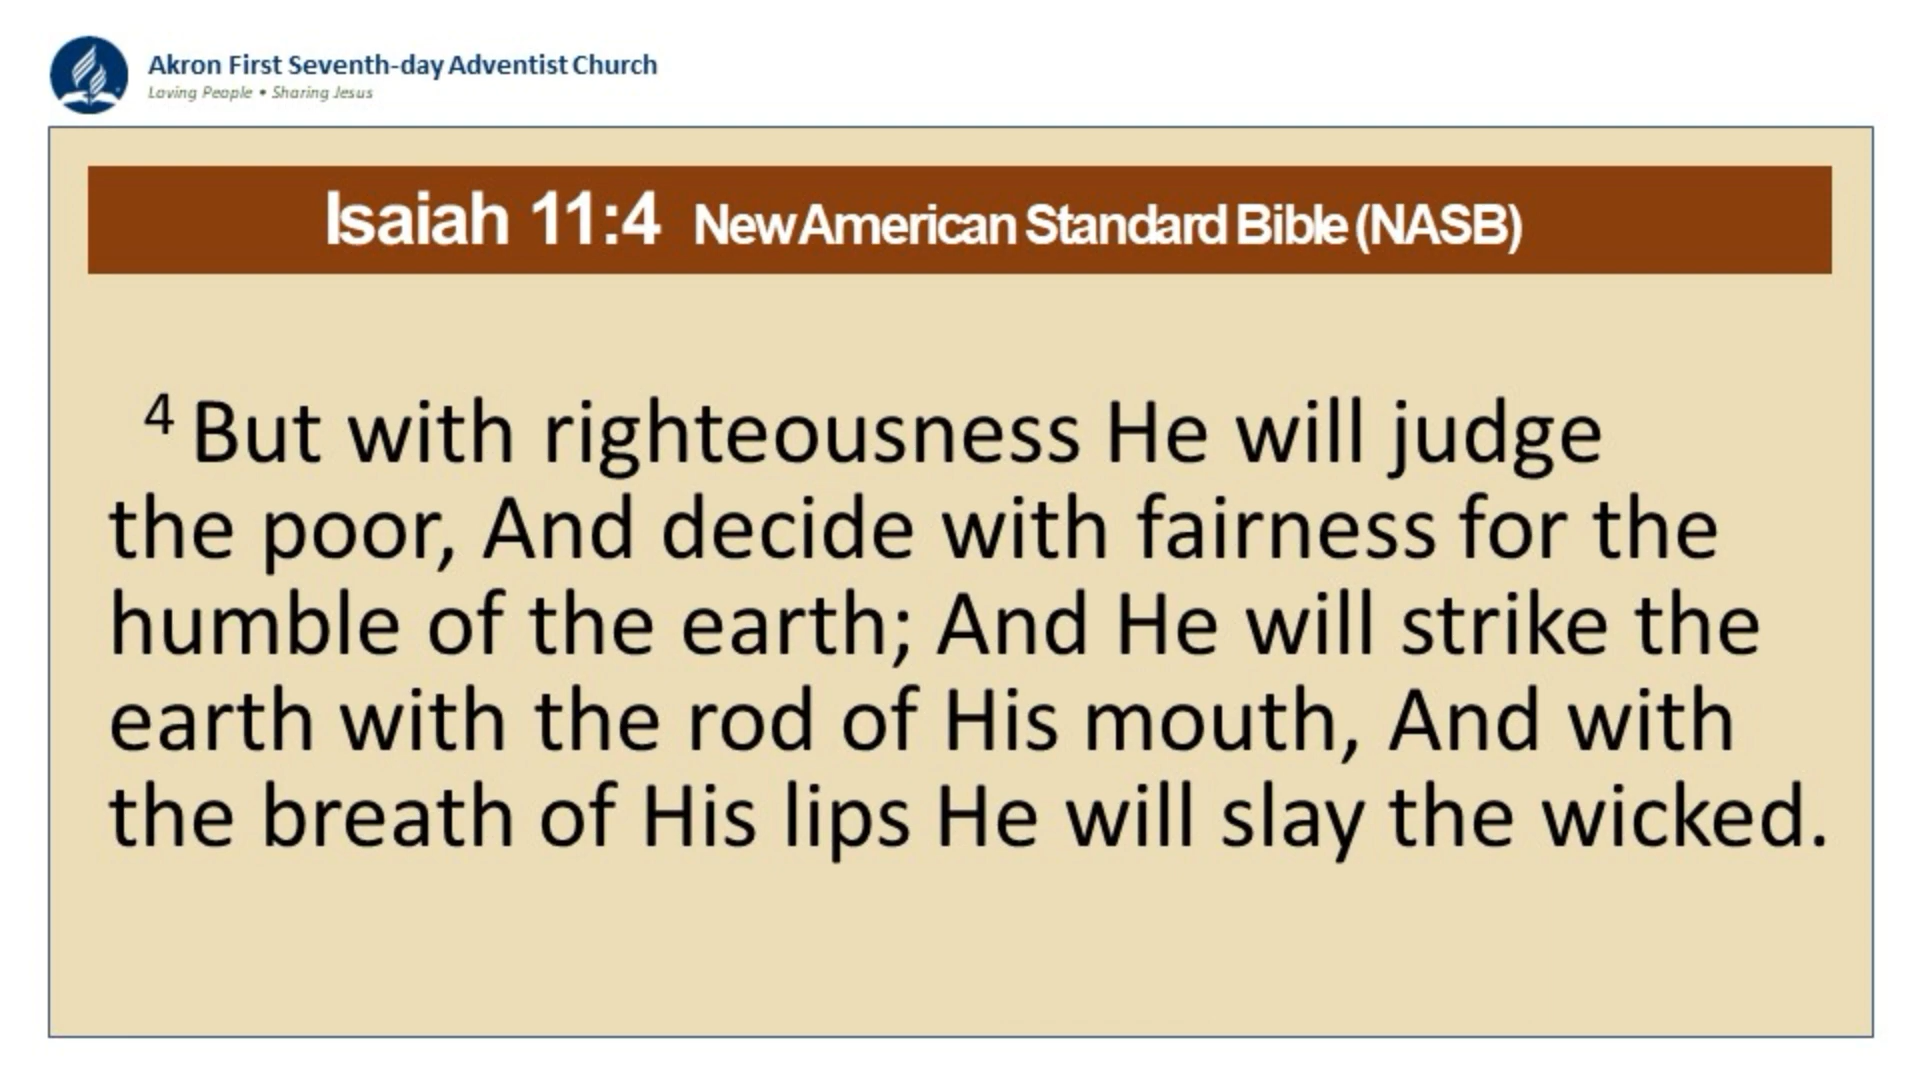 Akron First Seventh-day Adventist Church
Loving People • Sharing Jesus
Isaiah 11:4 New American Standard Bible (NASB)
4 But with righteousness He will judge
the poor, And decide with fairness for the
humble of the earth; And He will strike the
earth with the rod of His mouth, And with
the breath of His lips He will slay the wicked.